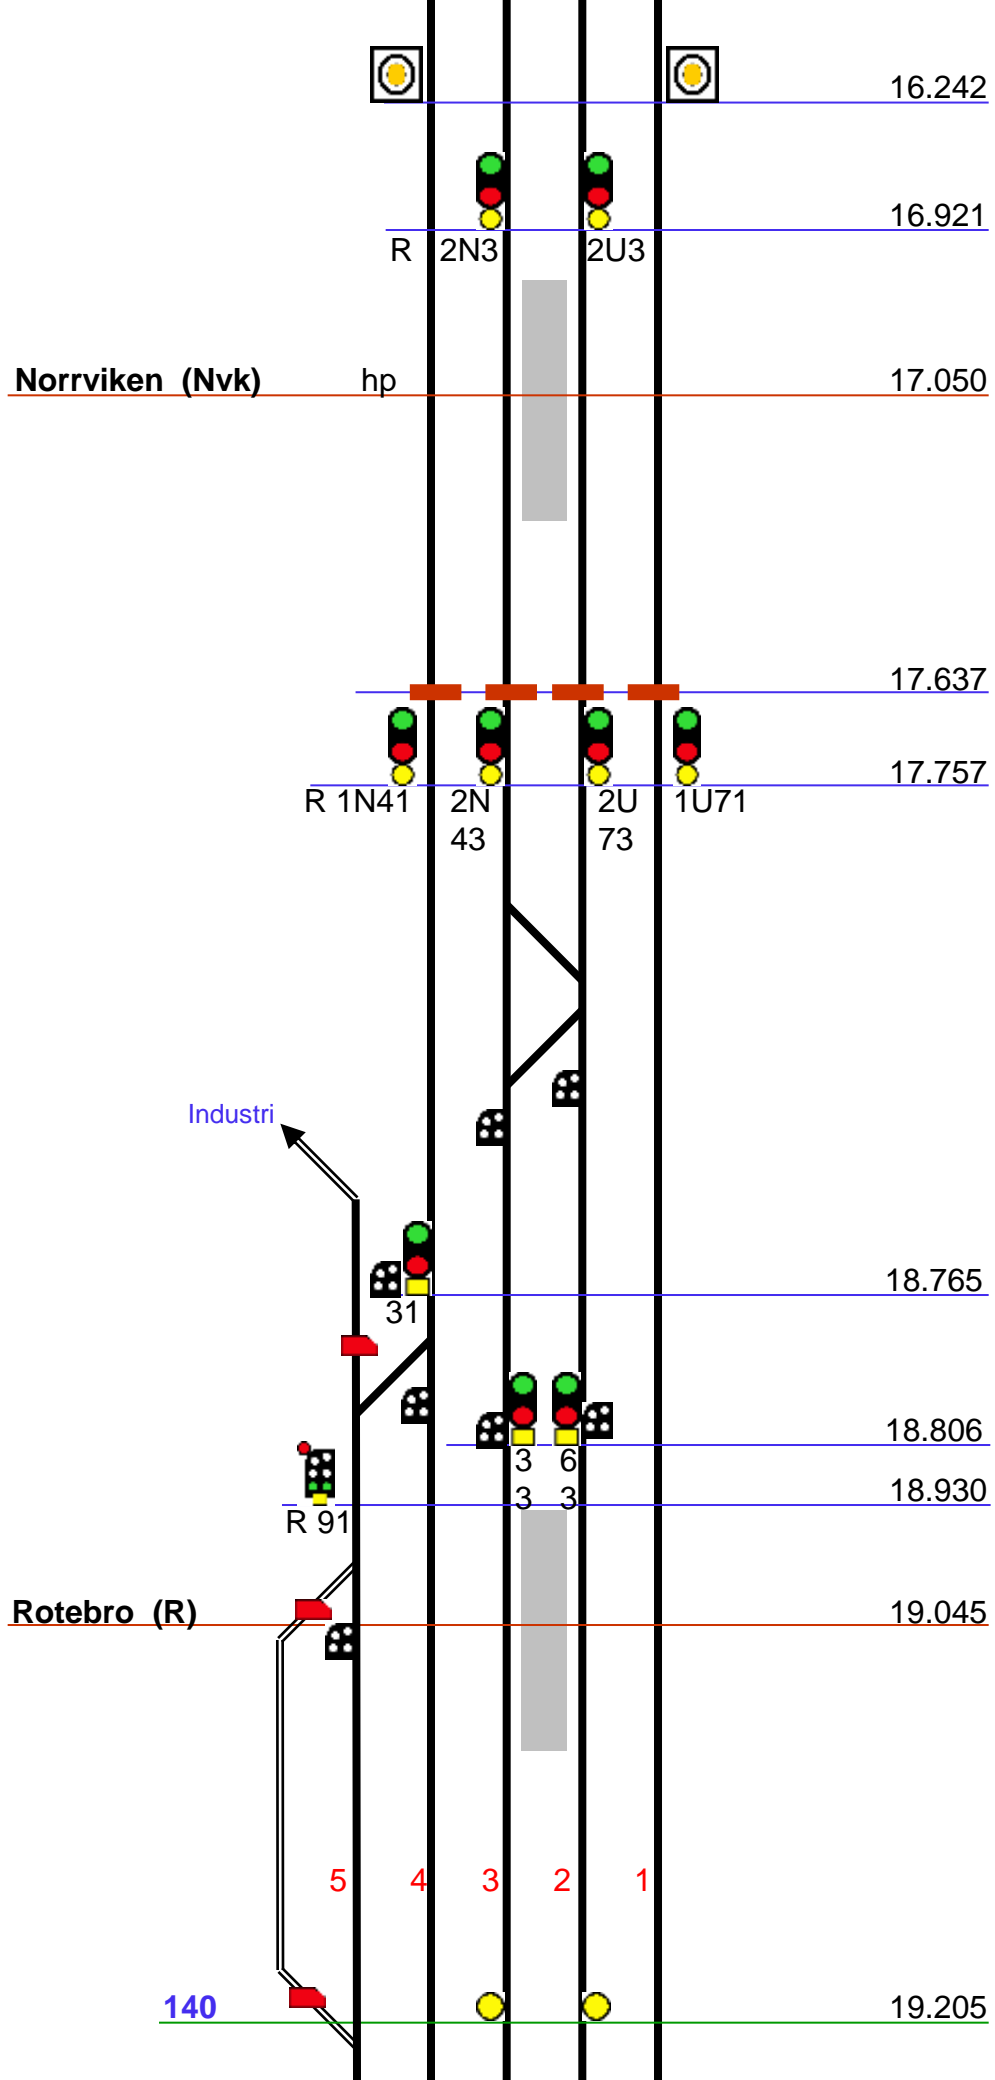 16.242
16.921
R 2N3 2U3
Norrviken (Nvk) hp 17.050
17.637
17.757
R 1N41 2N 2U 1U71
43 73
Industri
18.765
31
18.806
3 6
3 3
18.930
R 91
Rotebro (R) 19.045
5 4 3 2 1
140 19.205